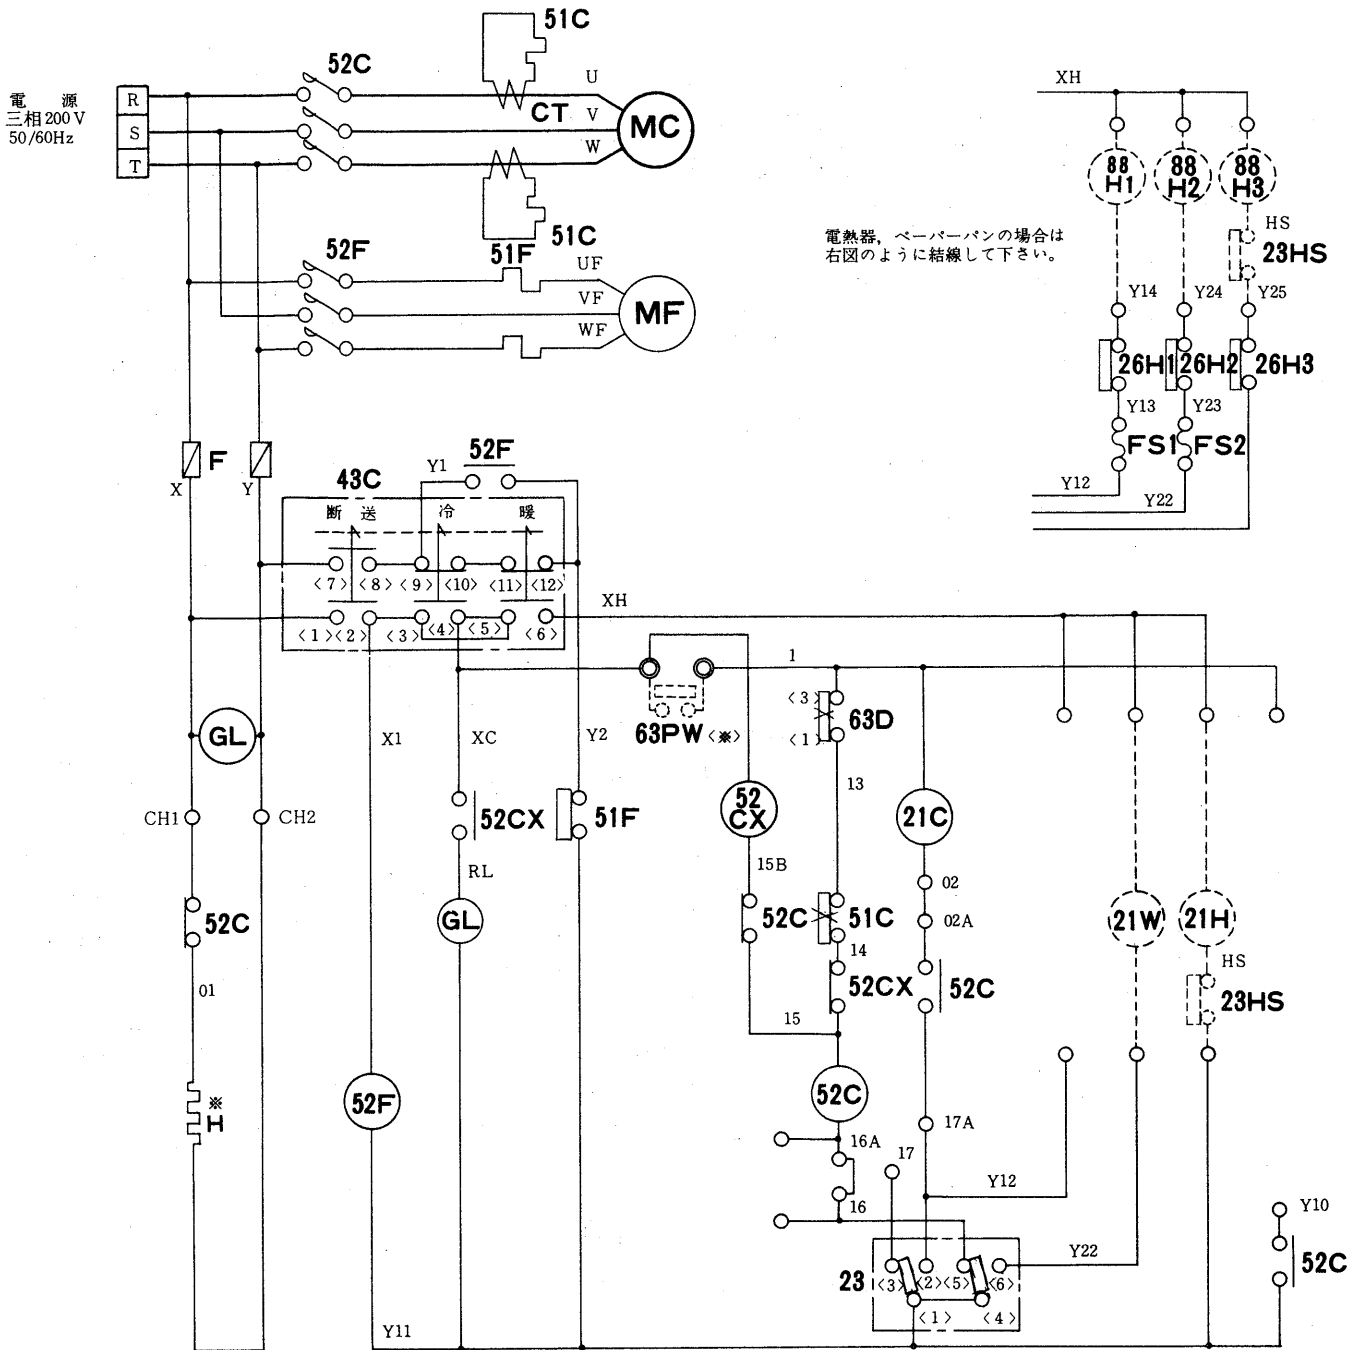 51C
52C
U
XH
電　源
三相 200 V
50/60Hz
R
S
T
CT
V
W
MC
88 H1
88 H2
88 H3
51C
HS
23HS
52F
51F
UF
VF
WF
MF
電熱器，ペーパーパンの場合は
右図のように結線して下さい。
Y14
Y24
Y25
26H1
26H2
26H3
Y13
Y23
FS1
FS2
Y12
Y22
F
X
Y
43C
Y1
52F
断 送 冷 暖
〈7〉 〈8〉 〈9〉 〈10〉 〈11〉 〈12〉
〈1〉 〈2〉 〈3〉 〈4〉 〈5〉 〈6〉
XH
1
GL
X1
XC
Y2
63PW〈※〉
〈3〉
63D
〈1〉
13
CH1
CH2
52CX
51F
52 CX
21C
RL
15B
02
52C
GL
52C
51C
02A
21W
21H
14
HS
01
52CX
52C
23HS
15
※
H
52F
52C
17A
16A
17
Y12
16
Y10
Y22
52C
23
〈3〉 〈2〉 〈5〉 〈6〉
〈1〉 〈4〉
Y11